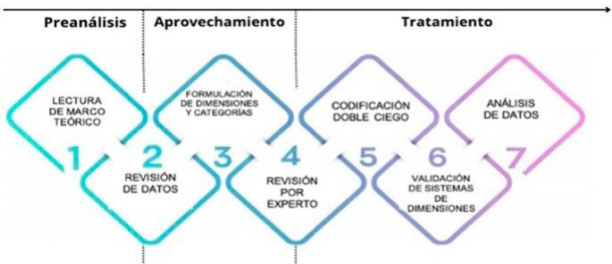 Preanálisis
Aprovechamiento
Tratamiento
LECTURA
DE MARCO
TEÓRICO
1
2
REVISIÓN
DE DATOS
FORMULACIÓN
DE DIMENSIONES
Y CATEGORÍAS
3
4
REVISIÓN
POR
EXPERTO
CODIFICACIÓN
DOBLE CIEGO
5
6
VALIDACIÓN
DE SISTEMAS
DE
DIMENSIONES
ANÁLISIS
DE DATOS
7